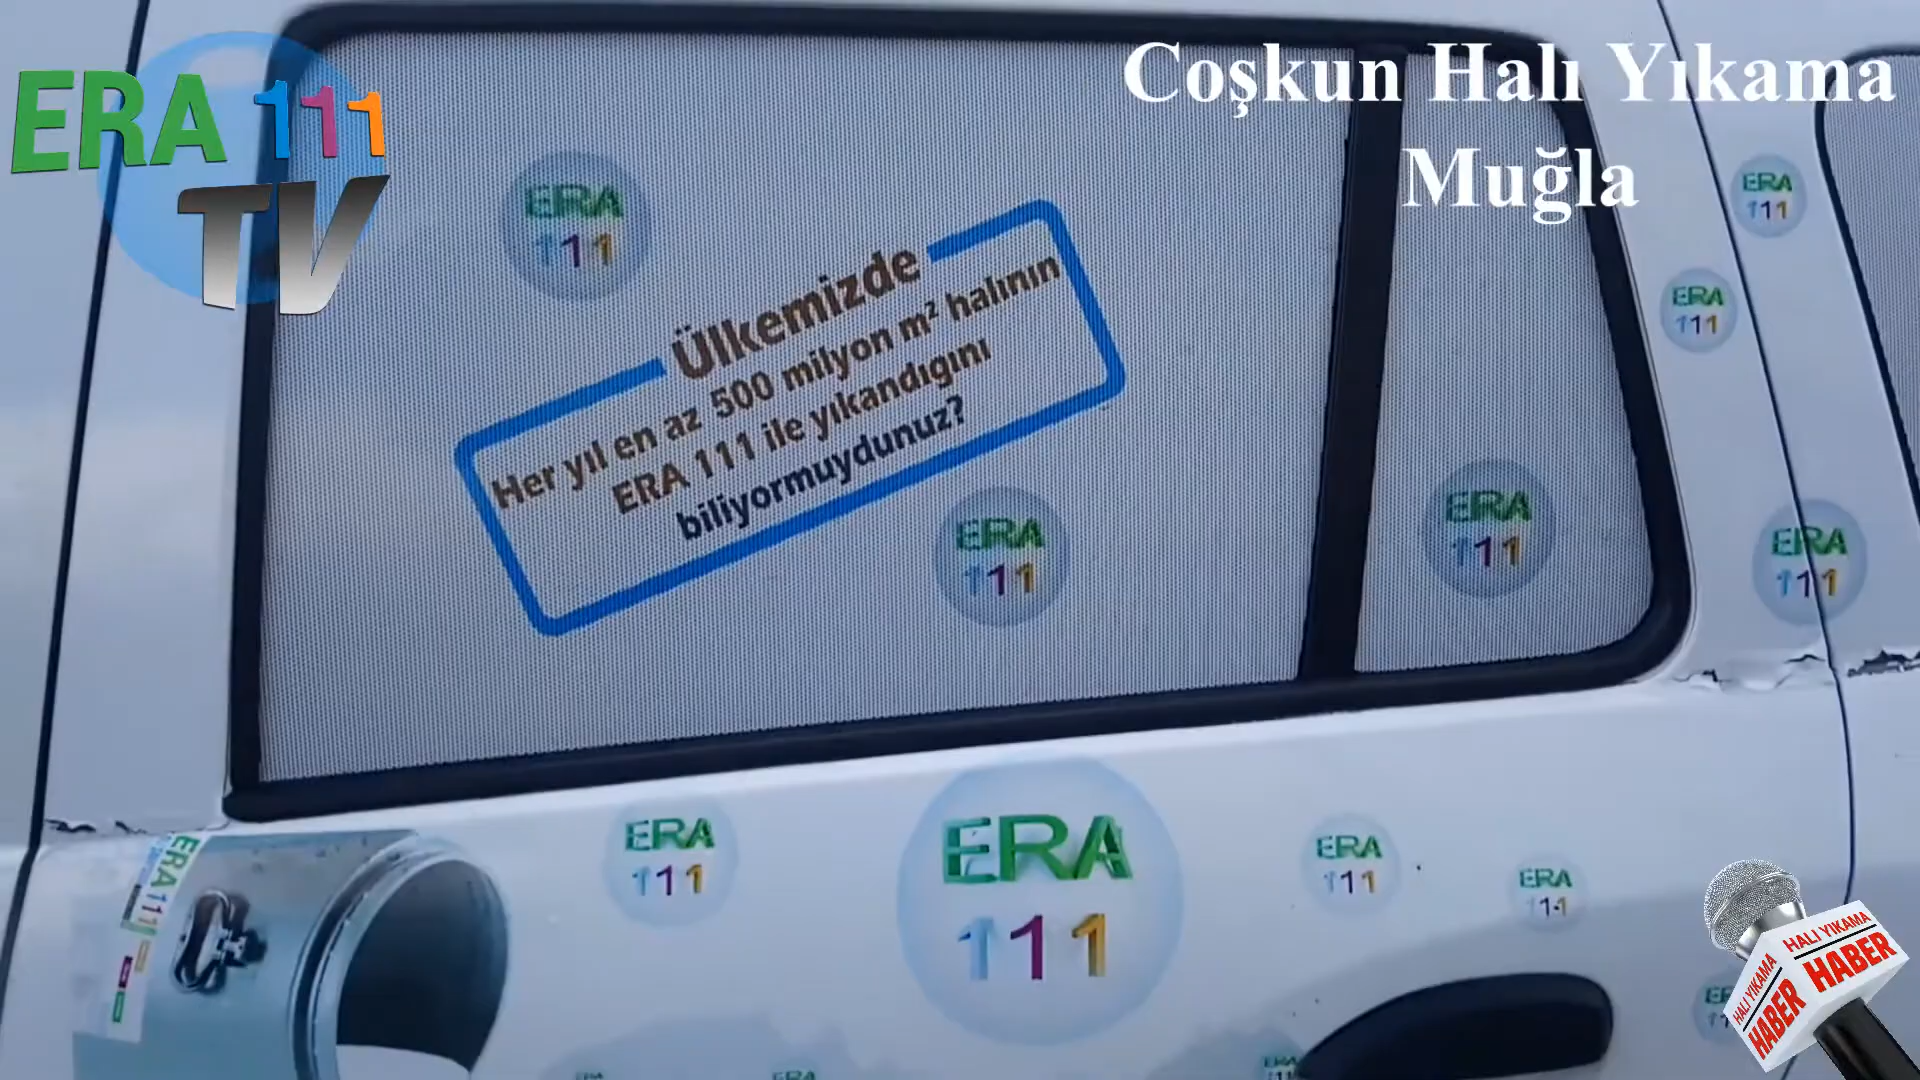 ERA 111
TV
Coşkun Halı Yıkama
Muğla
ERA
111
Ülkemizde
Her yıl en az 500 milyon m² halının
ERA 111 ile yıkandıgını
biliyormuydunuz?
ERA
111
ERA
111
ERA
111
ERA
111
ERA
111
ERA
111
ERA
111
ERA
111
ERA
111
ERA 111
HALI YIKAMA
HABER
HALI YIKAMA
HABER